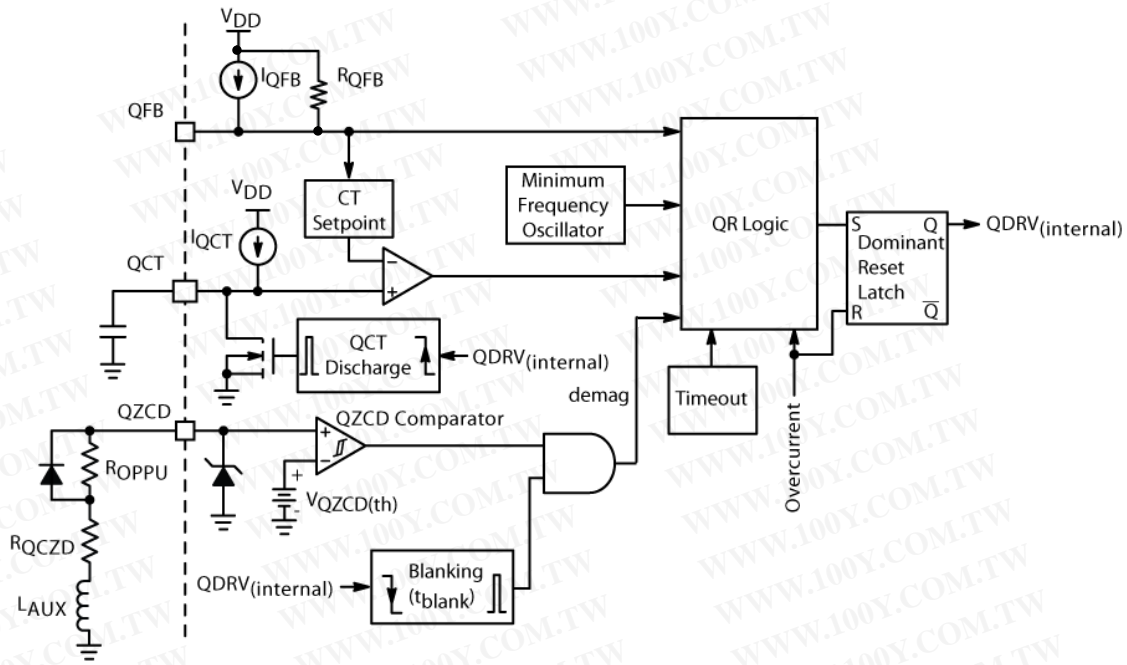 VDD
IQFB
RQFB
QFB
CT
Setpoint
VDD
IQCT
QCT
Minimum
Frequency
Oscillator
QR Logic
S
Q
Dominant
Reset
Latch
R
Q
QDRV(internal)
QCT
Discharge
QDRV(internal)
demag
Timeout
Overcurrent
QZCD
QZCD Comparator
ROPPU
+
-
VQZCD(th)
RQCZD
LAUX
QDRV(internal)
Blanking
(tblank)
WWW.100Y.COM.TW